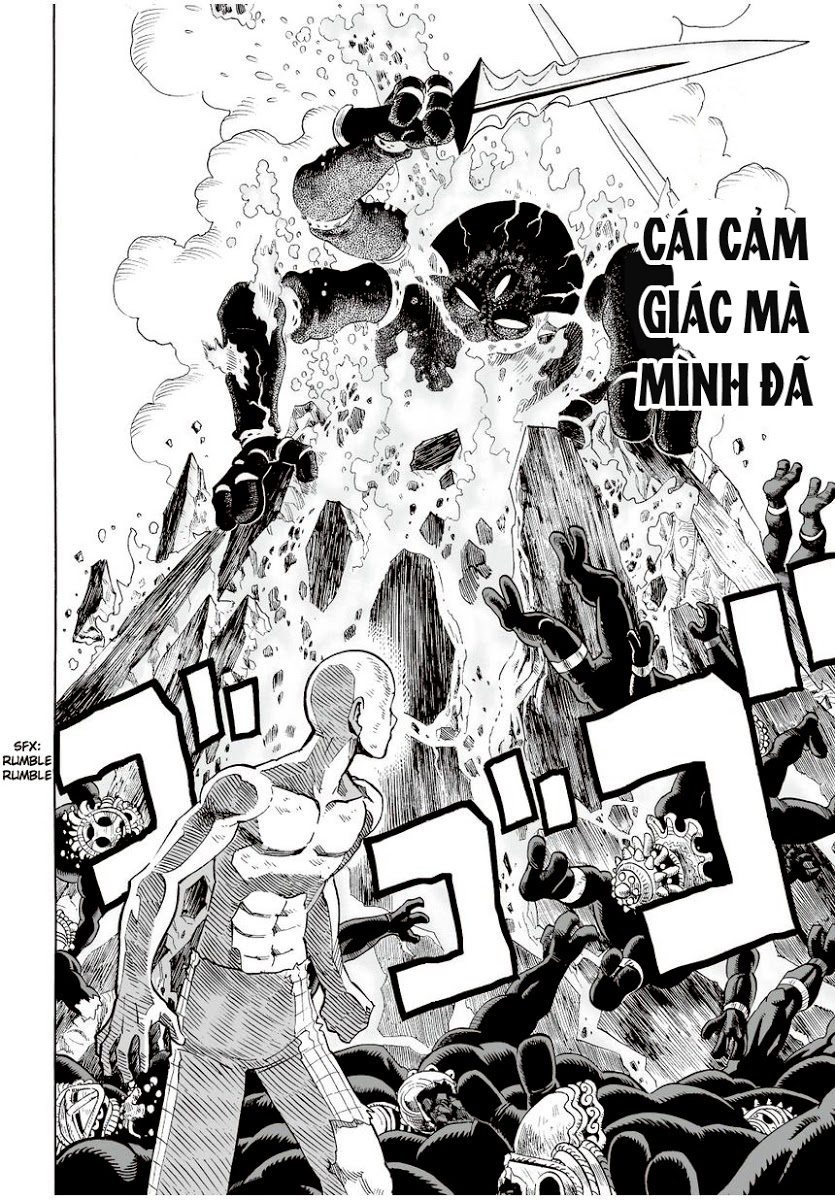 CÁI CẢM
GIÁC MÀ
MÌNH ĐÃ
SFX:
RUMBLE
RUMBLE
ゴゴゴゴ